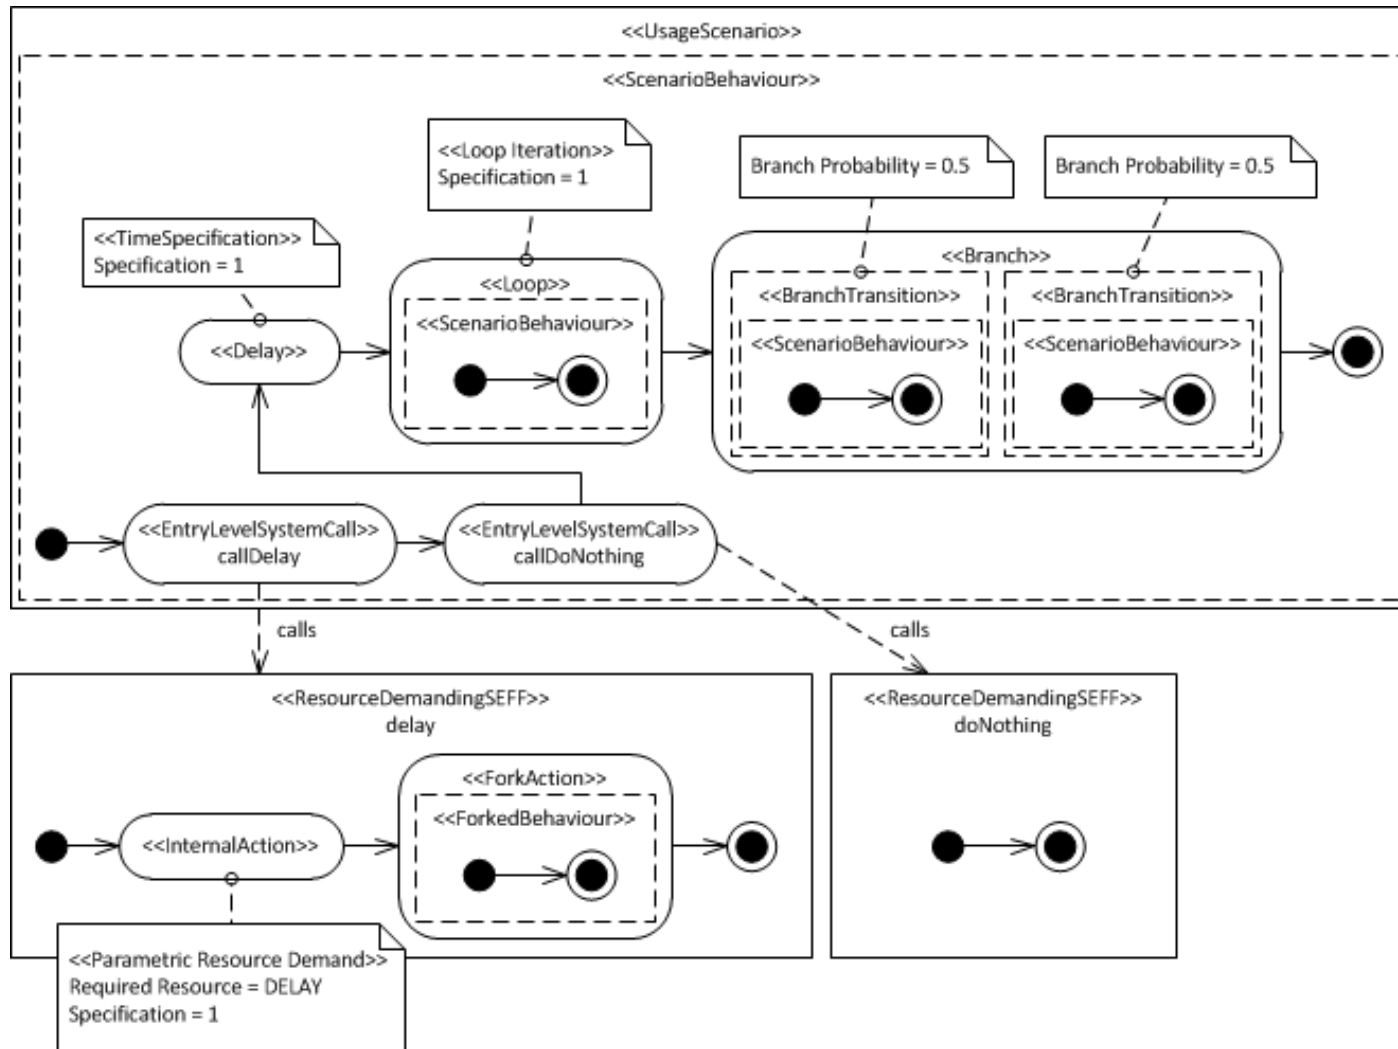 <<UsageScenario>>
<<ScenarioBehaviour>>
<<Loop Iteration>>
Specification = 1
Branch Probability = 0.5
Branch Probability = 0.5
<<TimeSpecification>>
Specification = 1
<<Loop>>
<<ScenarioBehaviour>>
<<Branch>>
<<BranchTransition>>
<<BranchTransition>>
<<ScenarioBehaviour>>
<<ScenarioBehaviour>>
<<Delay>>
<<EntryLevelSystemCall>>
callDelay
<<EntryLevelSystemCall>>
callDoNothing
calls
calls
<<ResourceDemandingSEFF>>
delay
<<ResourceDemandingSEFF>>
doNothing
<<ForkAction>>
<<ForkedBehaviour>>
<<InternalAction>>
<<Parametric Resource Demand>>
Required Resource = DELAY
Specification = 1